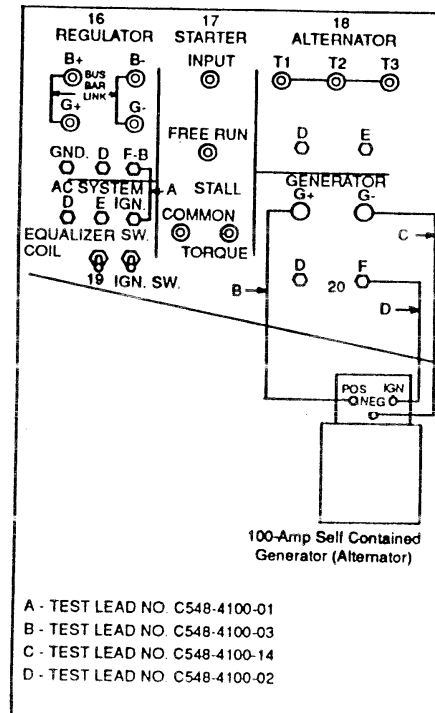 16 17 18
REGULATOR STARTER ALTERNATOR
B+ B- INPUT T1 T2 T3
BUS
BAR
LINK
G+ G-
FREE RUN D E
GND. D F-B
AC SYSTEM A STALL GENERATOR
D E IGN. G+ G-
COMMON C
EQUALIZER SW. TORQUE
COIL
19 IGN. SW. B D 20 F
D
POS IGN
NEG
100-Amp Self Contained
Generator (Alternator)
A - TEST LEAD NO. C548-4100-01
B - TEST LEAD NO. C548-4100-03
C - TEST LEAD NO. C548-4100-14
D - TEST LEAD NO. C548-4100-02